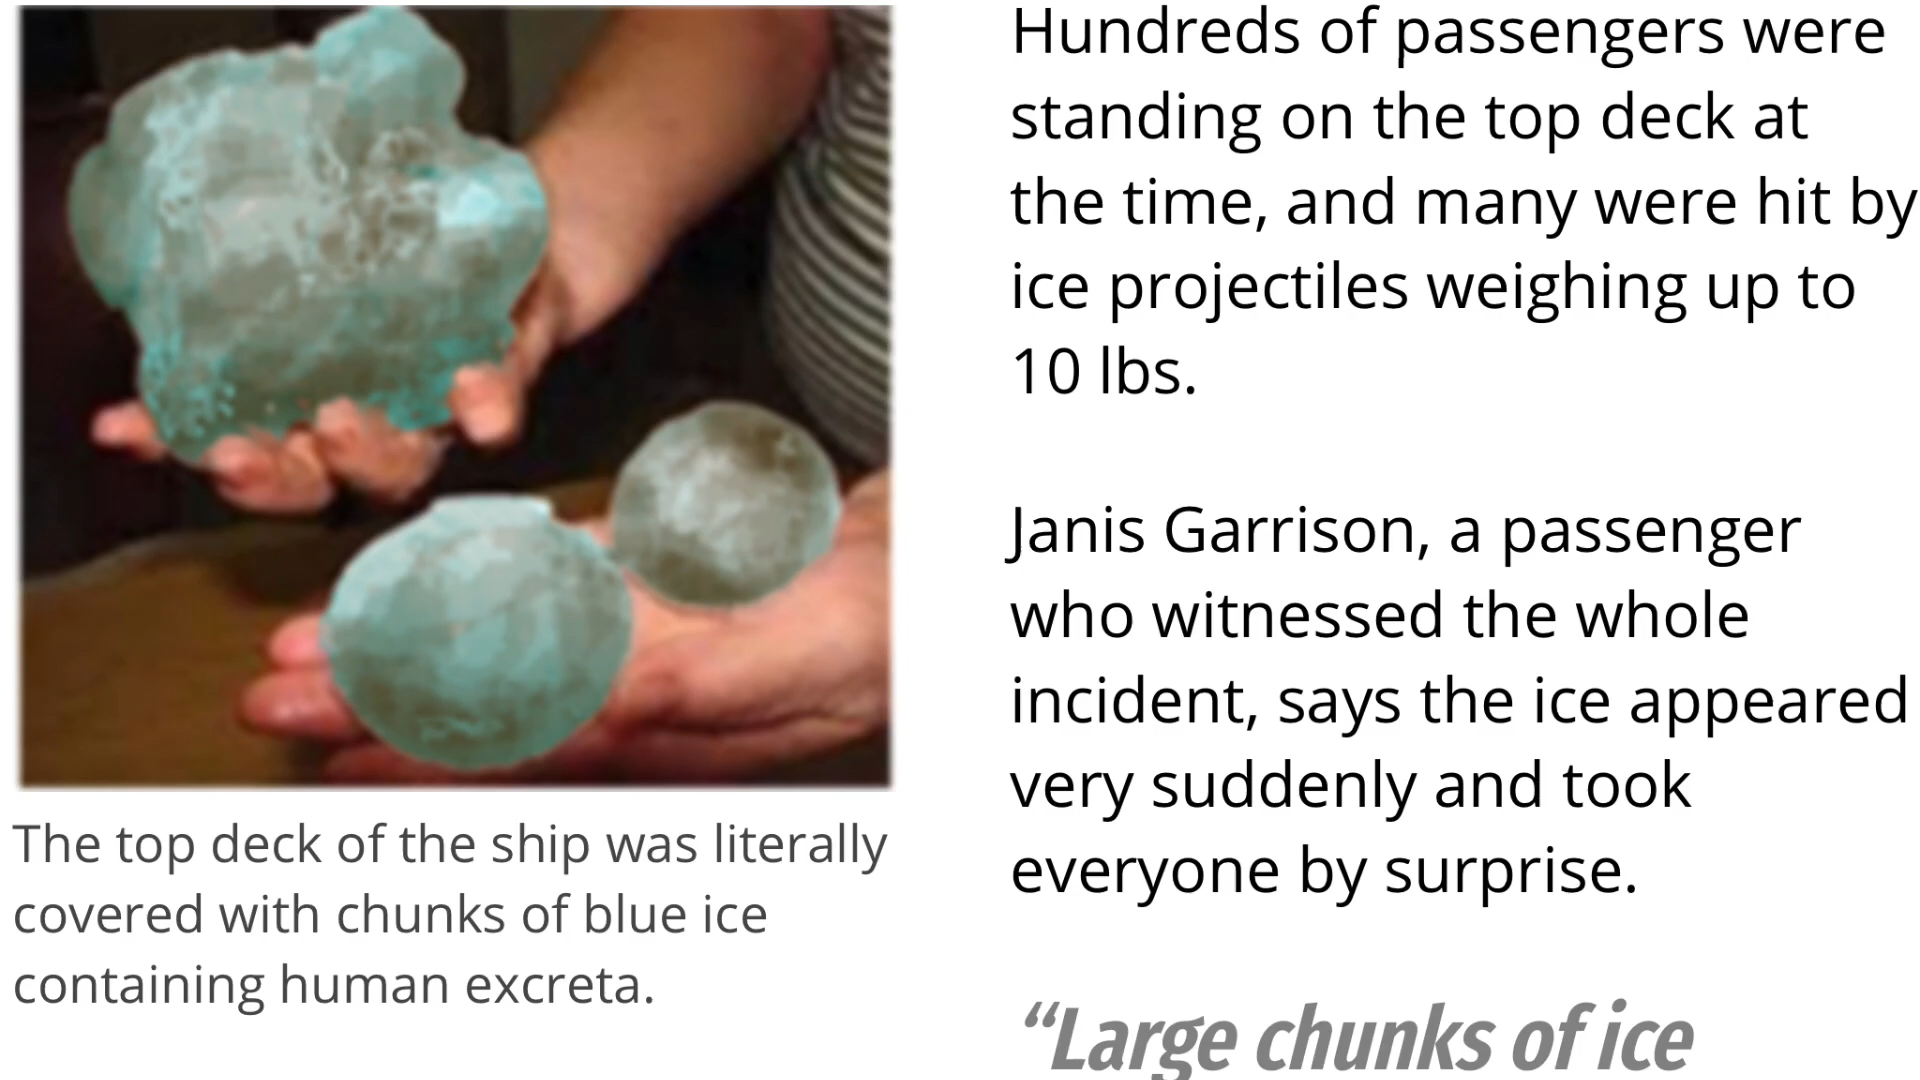 The top deck of the ship was literally
covered with chunks of blue ice
containing human excreta.
Hundreds of passengers were
standing on the top deck at
the time, and many were hit by
ice projectiles weighing up to
10 lbs.
Janis Garrison, a passenger
who witnessed the whole
incident, says the ice appeared
very suddenly and took
everyone by surprise.
“Large chunks of ice